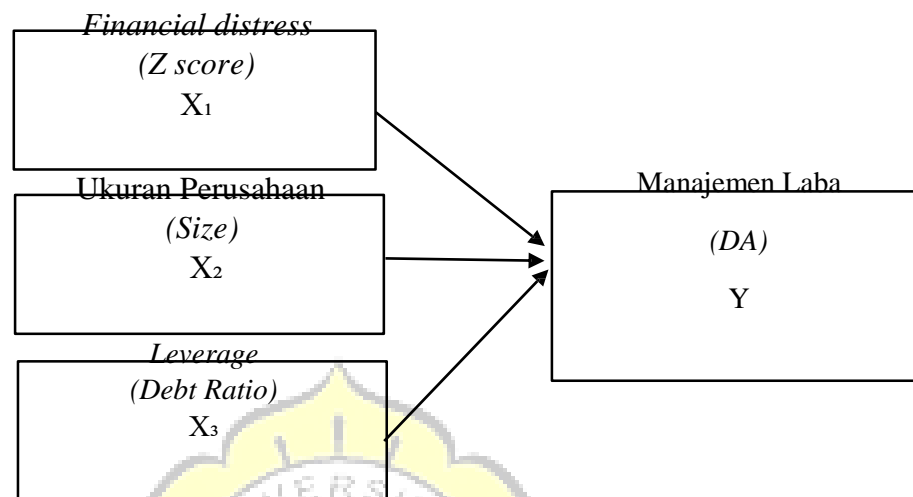 Financial distress
(Z score)
X₁
Ukuran Perusahaan
(Size)
X₂
Leverage
(Debt Ratio)
X₃
Manajemen Laba
(DA)
Y